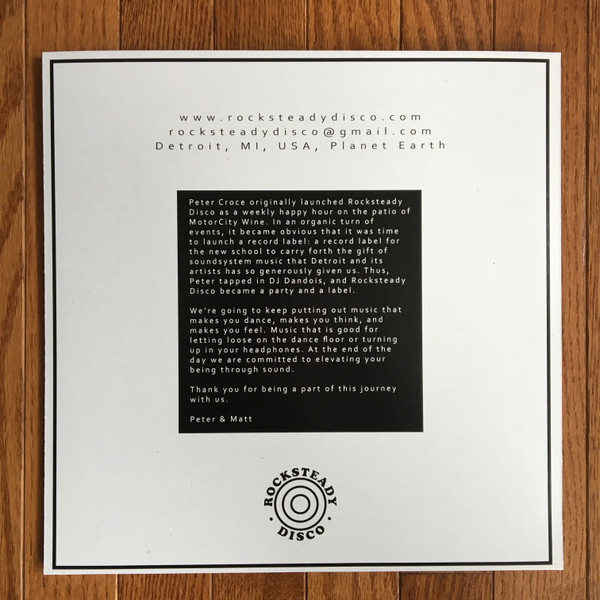 www.rocksteadydisco.com
rocksteadydisco@gmail.com
Detroit, MI, USA, Planet Earth
Peter Croce originally launched Rocksteady
Disco as a weekly happy hour on the patio of
MotorCity Wine. In an organic turn of
events, it became obvious that it was time
to launch a record label: a record label for
the new school to carry forth the gift of
soundsystem music that Detroit and its
artists has so generously given us. Thus,
Peter tapped in DJ Dandois, and Rocksteady
Disco became a party and a label.
We're going to keep putting out music that
makes you dance, makes you think, and
makes you feel. Music that is good for
letting loose on the dance floor or turning
up in your headphones. At the end of the
day we are committed to elevating your
being through sound.
Thank you for being a part of this journey
with us.
Peter & Matt
ROCKSTEADY
DISCO